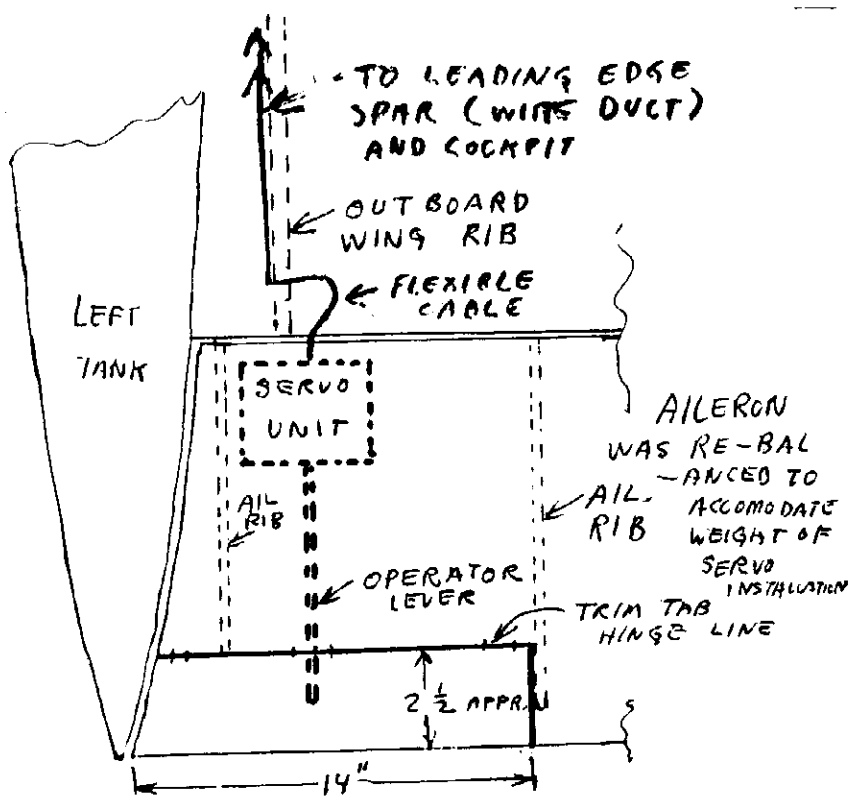 TO LEADING EDGE
SPAR (WIRE DUCT)
AND COCKPIT
OUTBOARD
WING RIB
FLEXIBLE
CABLE
LEFT
TANK
SERVO
UNIT
AILERON
WAS RE-BAL
-ANCED TO
ACCOMODATE
WEIGHT OF
SERVO
INSTALLATION
AIL
RIB
AIL.
RIB
OPERATOR
LEVER
TRIM TAB
HINGE LINE
2 1/2 APPR.
14"